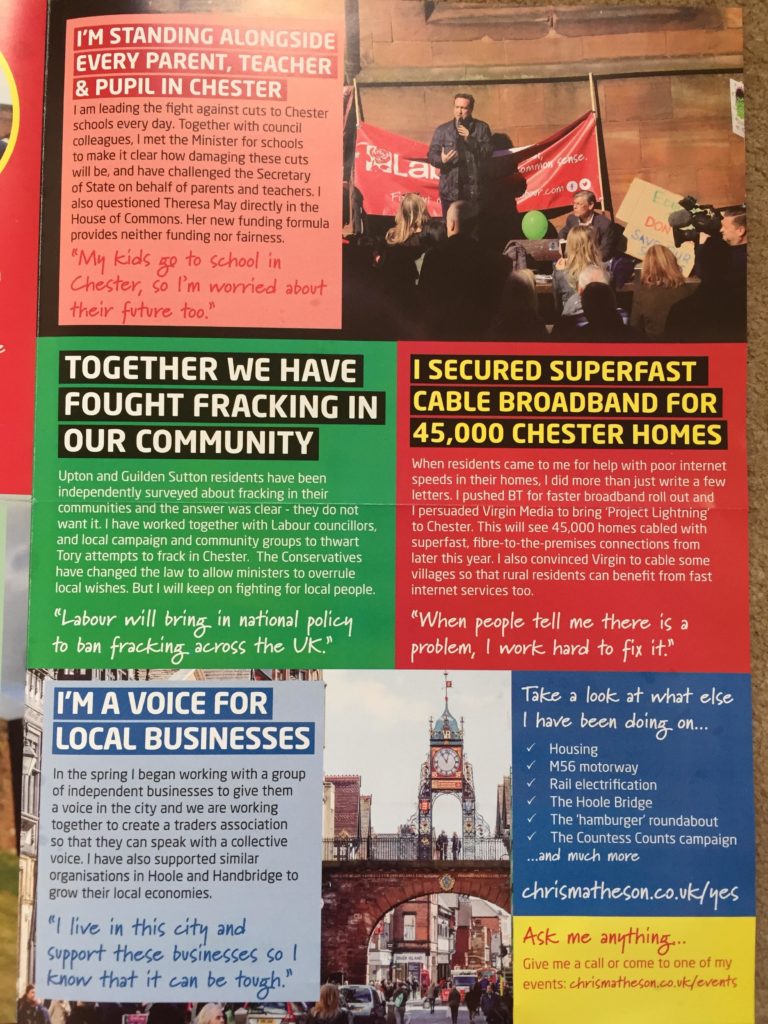 I'M STANDING ALONGSIDE
EVERY PARENT, TEACHER
& PUPIL IN CHESTER
I am leading the fight against cuts to Chester
schools every day. Together with council
colleagues, I met the Minister for schools
to make it clear how damaging these cuts
will be, and have challenged the Secretary
of State on behalf of parents and teachers. I
also questioned Theresa May directly in the
House of Commons. Her new funding formula
provides neither funding nor fairness.
"My kids go to school in
Chester, so I'm worried about
their future too."
Lab
common sense.
our.com
DON
SAVE OUR
TOGETHER WE HAVE
FOUGHT FRACKING IN
OUR COMMUNITY
Upton and Guilden Sutton residents have been
independently surveyed about fracking in their
communities and the answer was clear - they do not
want it. I have worked together with Labour councillors,
and local campaign and community groups to thwart
Tory attempts to frack in Chester. The Conservatives
have changed the law to allow ministers to overrule
local wishes. But I will keep on fighting for local people.
"Labour will bring in national policy
to ban fracking across the UK."
I SECURED SUPERFAST
CABLE BROADBAND FOR
45,000 CHESTER HOMES
When residents came to me for help with poor internet
speeds in their homes, I did more than just write a few
letters. I pushed BT for faster broadband roll out and
I persuaded Virgin Media to bring 'Project Lightning'
to Chester. This will see 45,000 homes cabled with
superfast, fibre-to-the-premises connections from
later this year. I also convinced Virgin to cable some
villages so that rural residents can benefit from fast
internet services too.
"When people tell me there is a
problem, I work hard to fix it."
I'M A VOICE FOR
LOCAL BUSINESSES
In the spring I began working with a group
of independent businesses to give them
a voice in the city and we are working
together to create a traders association
so that they can speak with a collective
voice. I have also supported similar
organisations in Hoole and Handbridge to
grow their local economies.
"I live in this city and
support these businesses so I
know that it can be tough."
RIVER ISLAND
Take a look at what else
I have been doing on...
✓ Housing
✓ M56 motorway
✓ Rail electrification
✓ The Hoole Bridge
✓ The 'hamburger' roundabout
✓ The Countess Counts campaign
...and much more
chrismatheson.co.uk/yes
Ask me anything...
Give me a call or come to one of my
events: chrismatheson.co.uk/events